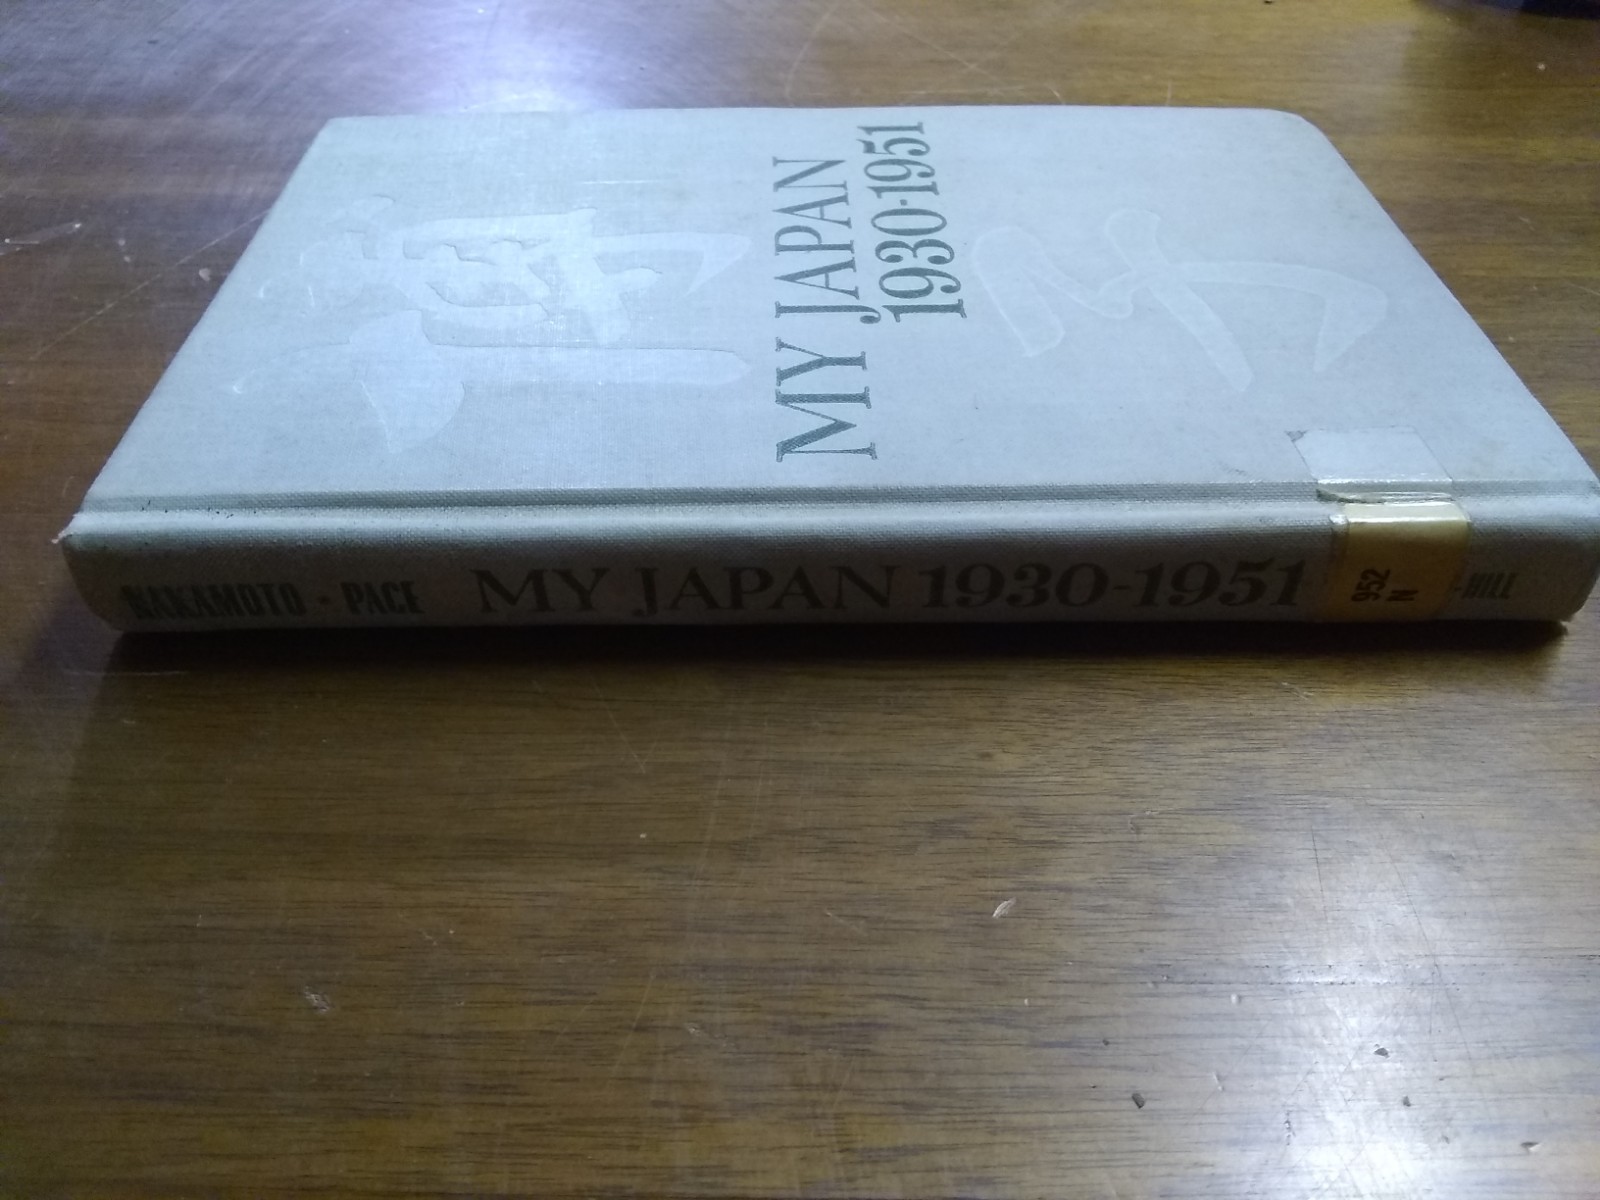 MY JAPAN
1930-1951
NAKAMOTO · PACE MY JAPAN 1930-1951
952
N
-HILL